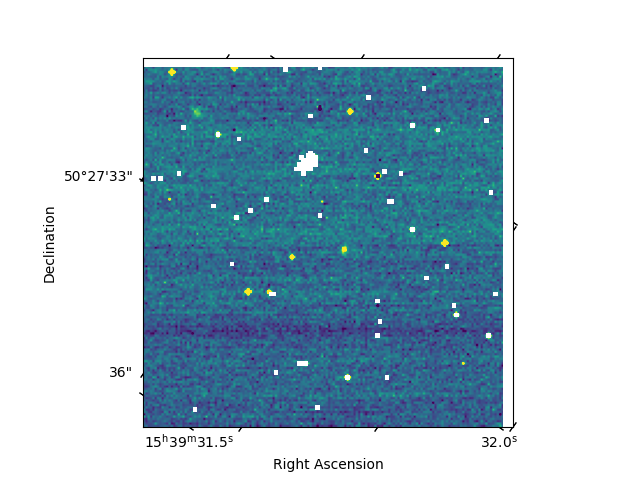 Declination
50°27'33"
36"
15ʰ39ᵐ31.5ˢ
32.0ˢ
Right Ascension